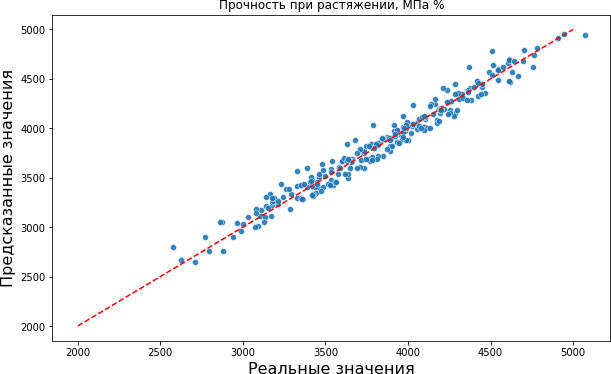 Прочность при растяжении, МПа %
5000
4500
4000
3500
3000
2500
2000
Предсказанные значения
2000 2500 3000 3500 4000 4500 5000
Реальные значения